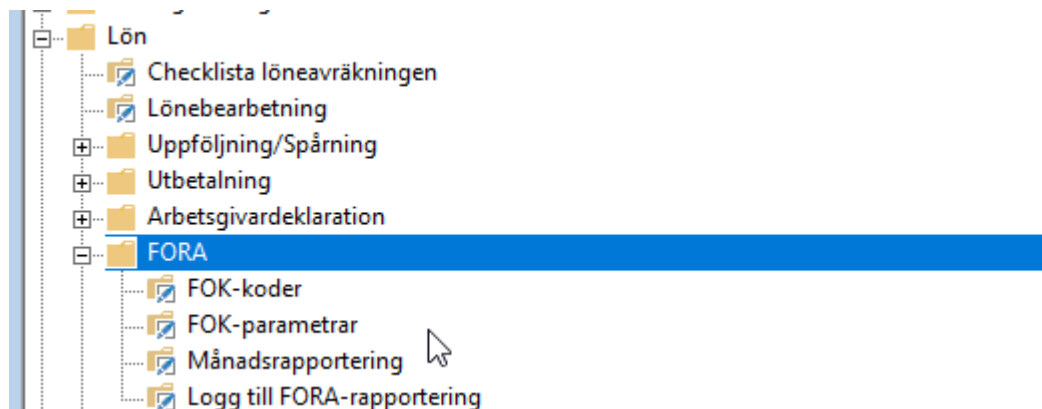 Lön
Checklista löneavräkningen
Lönebearbetning
Uppföljning/Spårning
Utbetalning
Arbetsgivardeklaration
FORA
FOK-koder
FOK-parametrar
Månadsrapportering
Logg till FORA-rapportering